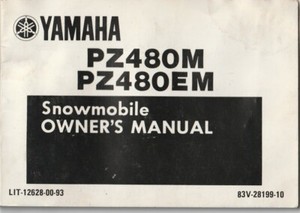 YAMAHA
PZ480M
PZ480EM
Snowmobile
OWNER'S MANUAL
LIT-12628-00-93 83V-28199-10